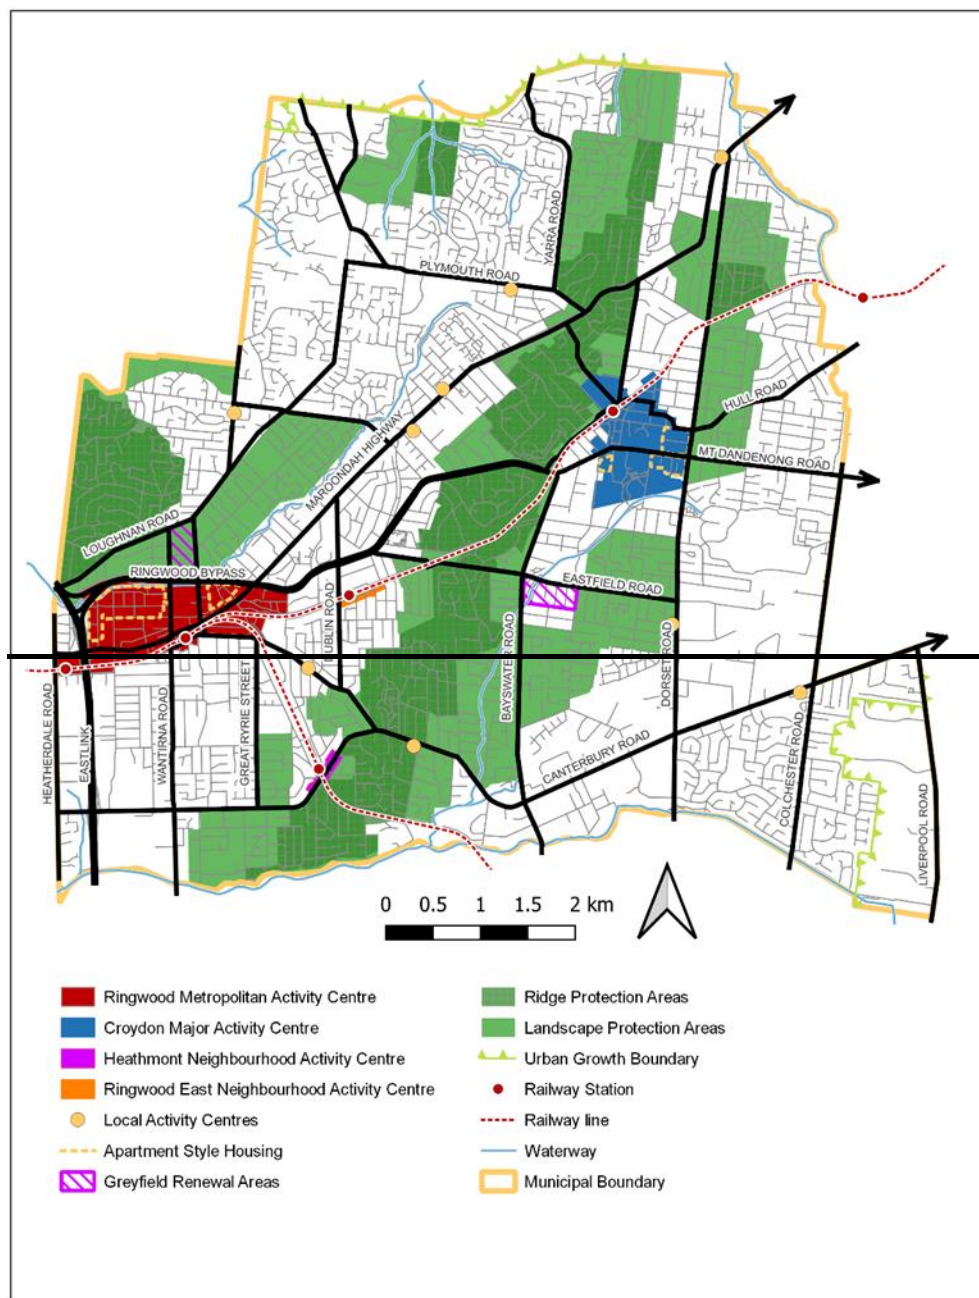 YARRA ROAD
PLYMOUTH ROAD
HULL ROAD
MAROONDAH HIGHWAY
MT DANDENONG ROAD
LOUGHNAN ROAD
RINGWOOD BYPASS
EASTFIELD ROAD
DUBLIN ROAD
BAYSWATER ROAD
DORSET ROAD
HEATHERDALE ROAD
EASTLINK
WANTIRNA ROAD
GREAT RYRIE STREET
CANTERBURY ROAD
COLCHESTER ROAD
LIVERPOOL ROAD
0 0.5 1 1.5 2 km
Ringwood Metropolitan Activity Centre
Croydon Major Activity Centre
Heathmont Neighbourhood Activity Centre
Ringwood East Neighbourhood Activity Centre
Local Activity Centres
Apartment Style Housing
Greyfield Renewal Areas
Ridge Protection Areas
Landscape Protection Areas
Urban Growth Boundary
Railway Station
Railway line
Waterway
Municipal Boundary